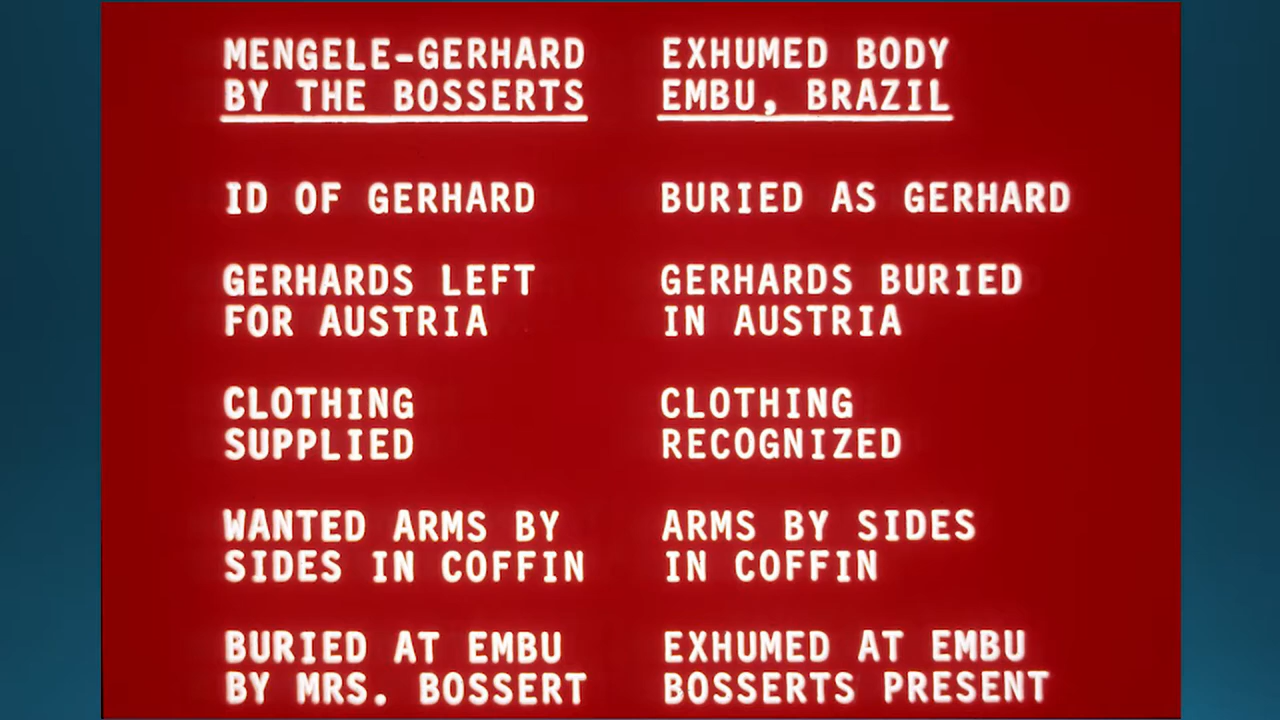 MENGELE-GERHARD
BY THE BOSSERTS
EXHUMED BODY
EMBU, BRAZIL
ID OF GERHARD
BURIED AS GERHARD
GERHARDS LEFT
FOR AUSTRIA
GERHARDS BURIED
IN AUSTRIA
CLOTHING
SUPPLIED
CLOTHING
RECOGNIZED
WANTED ARMS BY
SIDES IN COFFIN
ARMS BY SIDES
IN COFFIN
BURIED AT EMBU
BY MRS. BOSSERT
EXHUMED AT EMBU
BOSSERTS PRESENT